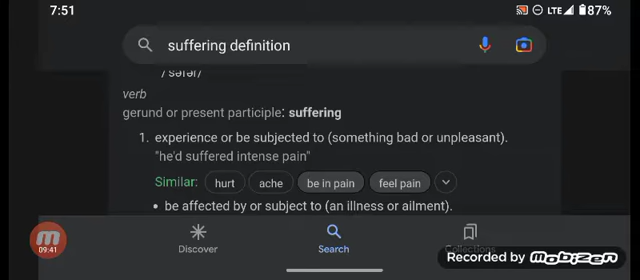 7:51
LTE 87%
suffering definition
verb
gerund or present participle: suffering
1. experience or be subjected to (something bad or unpleasant).
"he'd suffered intense pain"
Similar: hurt ache be in pain feel pain
• be affected by or subject to (an illness or ailment).
Discover Search Collections
09:41
Recorded by Mobizen